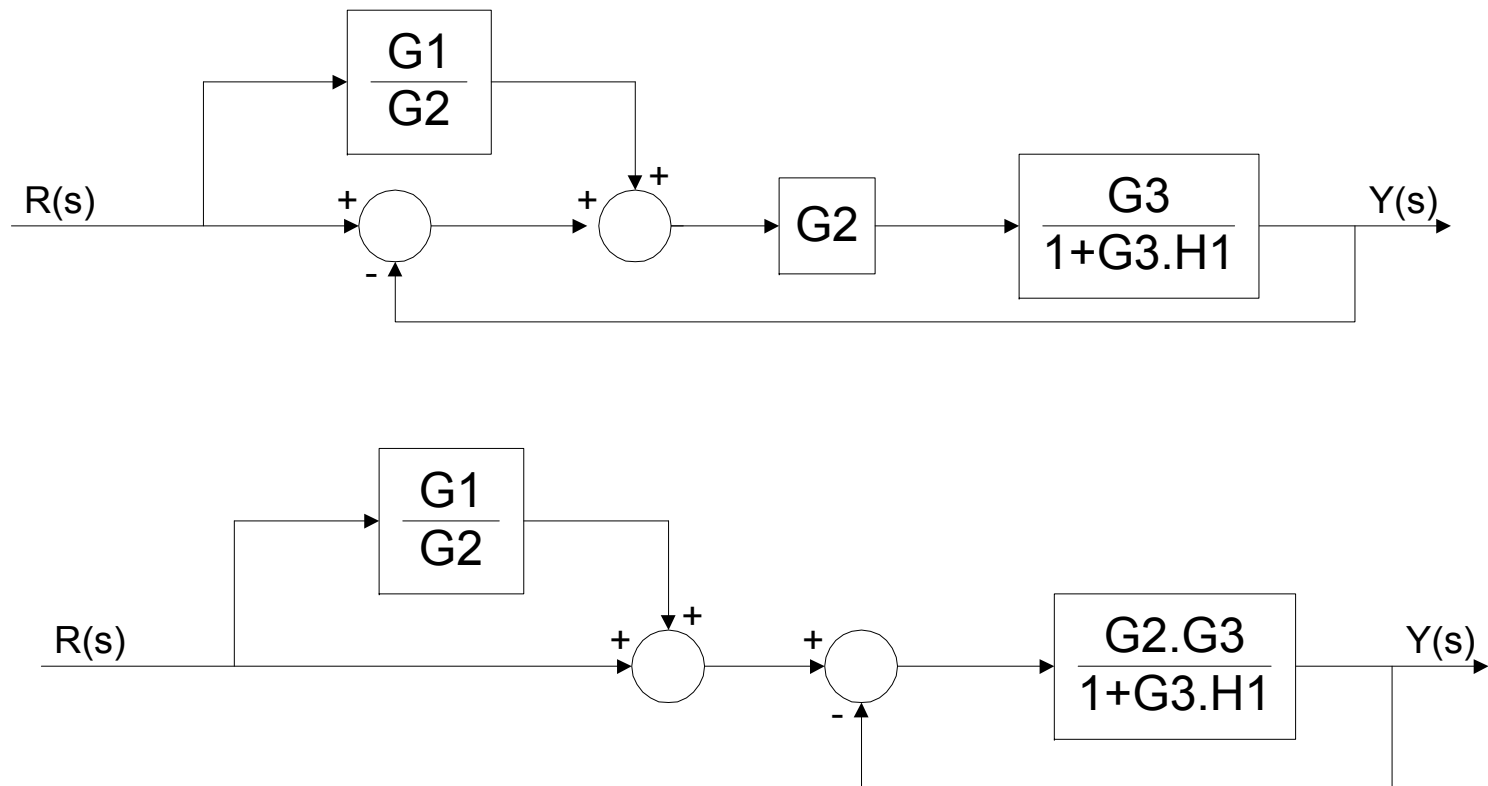 G1
G2
+
R(s)
+
+
G2
G3
1+G3.H1
Y(s)
-
G1
G2
+
R(s)
+
+
G2.G3
1+G3.H1
Y(s)
-